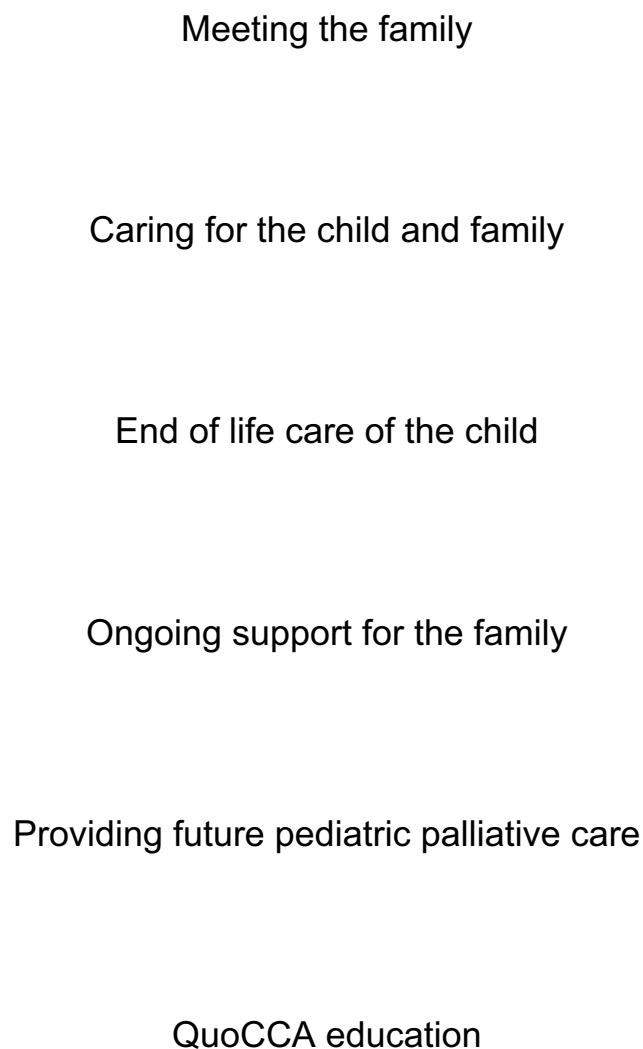 Meeting the family
Caring for the child and family
End of life care of the child
Ongoing support for the family
Providing future pediatric palliative care
QuoCCA education